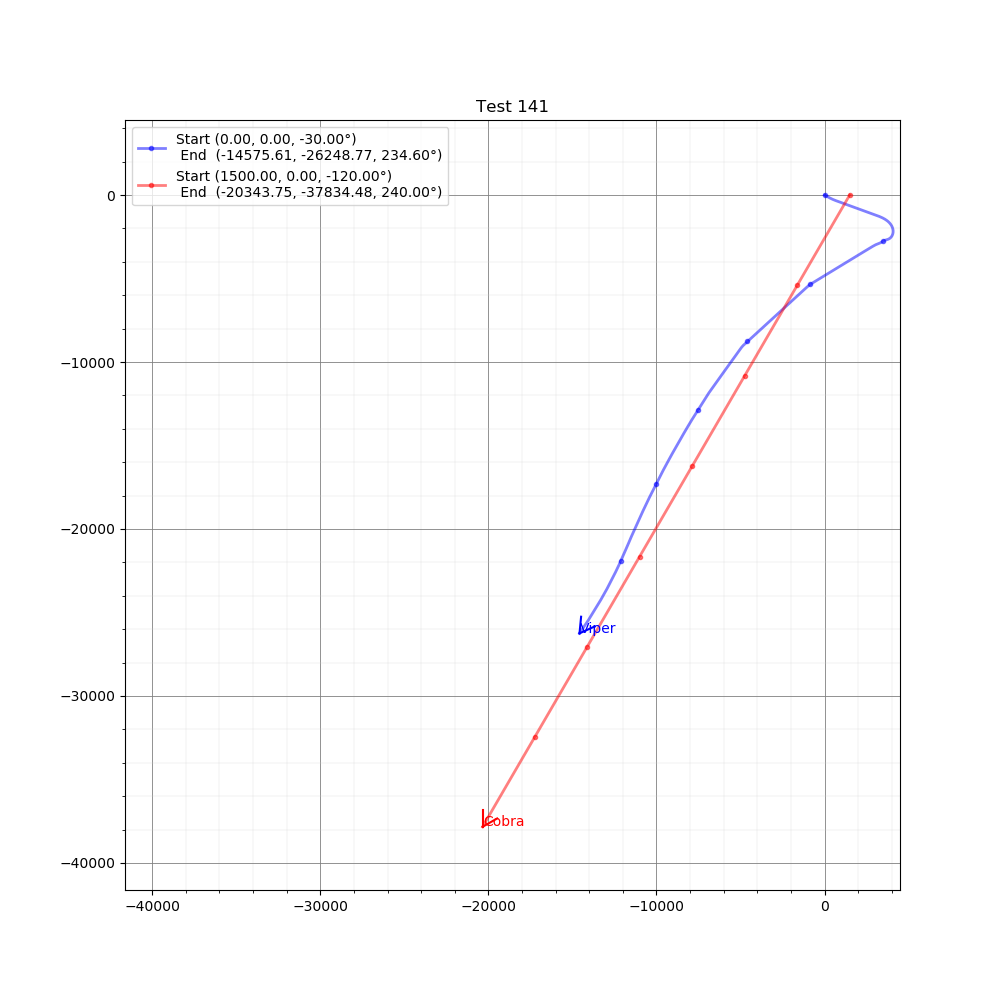 Test 141
Start (0.00, 0.00, -30.00°)
End (-14575.61, -26248.77, 234.60°)
Start (1500.00, 0.00, -120.00°)
End (-20343.75, -37834.48, 240.00°)
0
−10000
−20000
−30000
−40000
Viper
Cobra
−40000 −30000 −20000 −10000 0